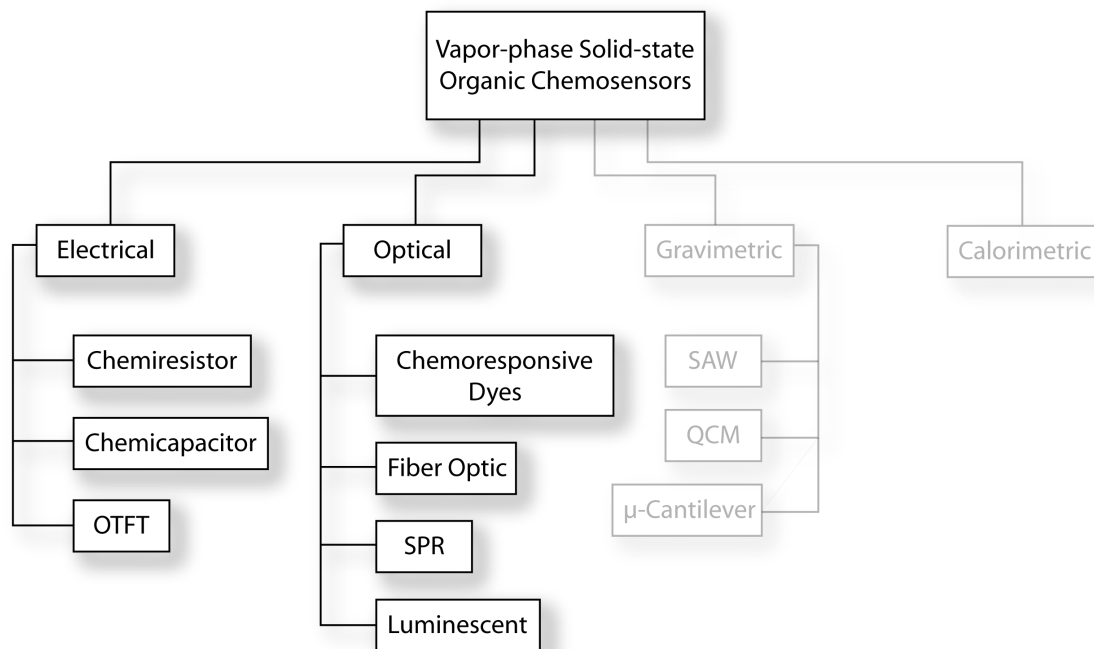 Vapor-phase Solid-state
Organic Chemosensors
Electrical
Optical
Gravimetric
Calorimetric
Chemiresistor
Chemicapacitor
OTFT
Chemoresponsive
Dyes
Fiber Optic
SPR
Luminescent
SAW
QCM
μ-Cantilever